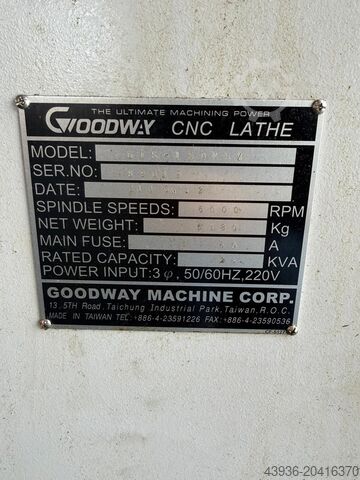 THE ULTIMATE MACHINING POWER
GOODWAY CNC LATHE
MODEL:
SER.NO:
DATE:
SPINDLE SPEEDS: 6000 RPM
NET WEIGHT: Kg
MAIN FUSE: A
RATED CAPACITY: KVA
POWER INPUT:3φ, 50/60HZ,220V
GOODWAY MACHINE CORP.
13, 5TH Road, Taichung Industrial Park, Taiwan,R.O.C.
MADE IN TAIWAN TEL:+886-4-23591226 FAX:+886-4-23590536
43936-20416370